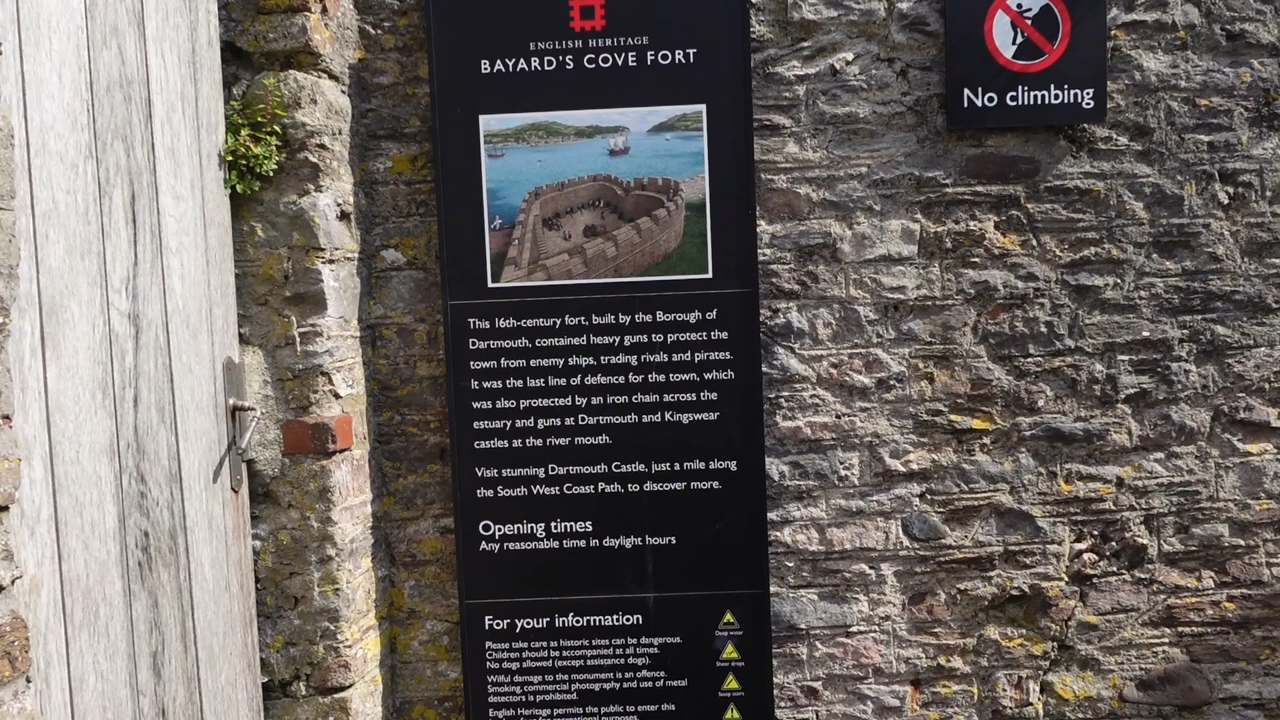 ENGLISH HERITAGE
BAYARD'S COVE FORT
No climbing
This 16th-century fort, built by the Borough of
Dartmouth, contained heavy guns to protect the
town from enemy ships, trading rivals and pirates.
It was the last line of defence for the town, which
was also protected by an iron chain across the
estuary and guns at Dartmouth and Kingswear
castles at the river mouth.
Visit stunning Dartmouth Castle, just a mile along
the South West Coast Path, to discover more.
Opening times
Any reasonable time in daylight hours
For your information
Please take care as historic sites can be dangerous.
Children should be accompanied at all times.
No dogs allowed (except assistance dogs).
Wilful damage to the monument is an offence.
Smoking, commercial photography and use of metal
detectors is prohibited.
English Heritage permits the public to enter this
for recreational purposes.
Deep water
Sheer drops
Steep stairs